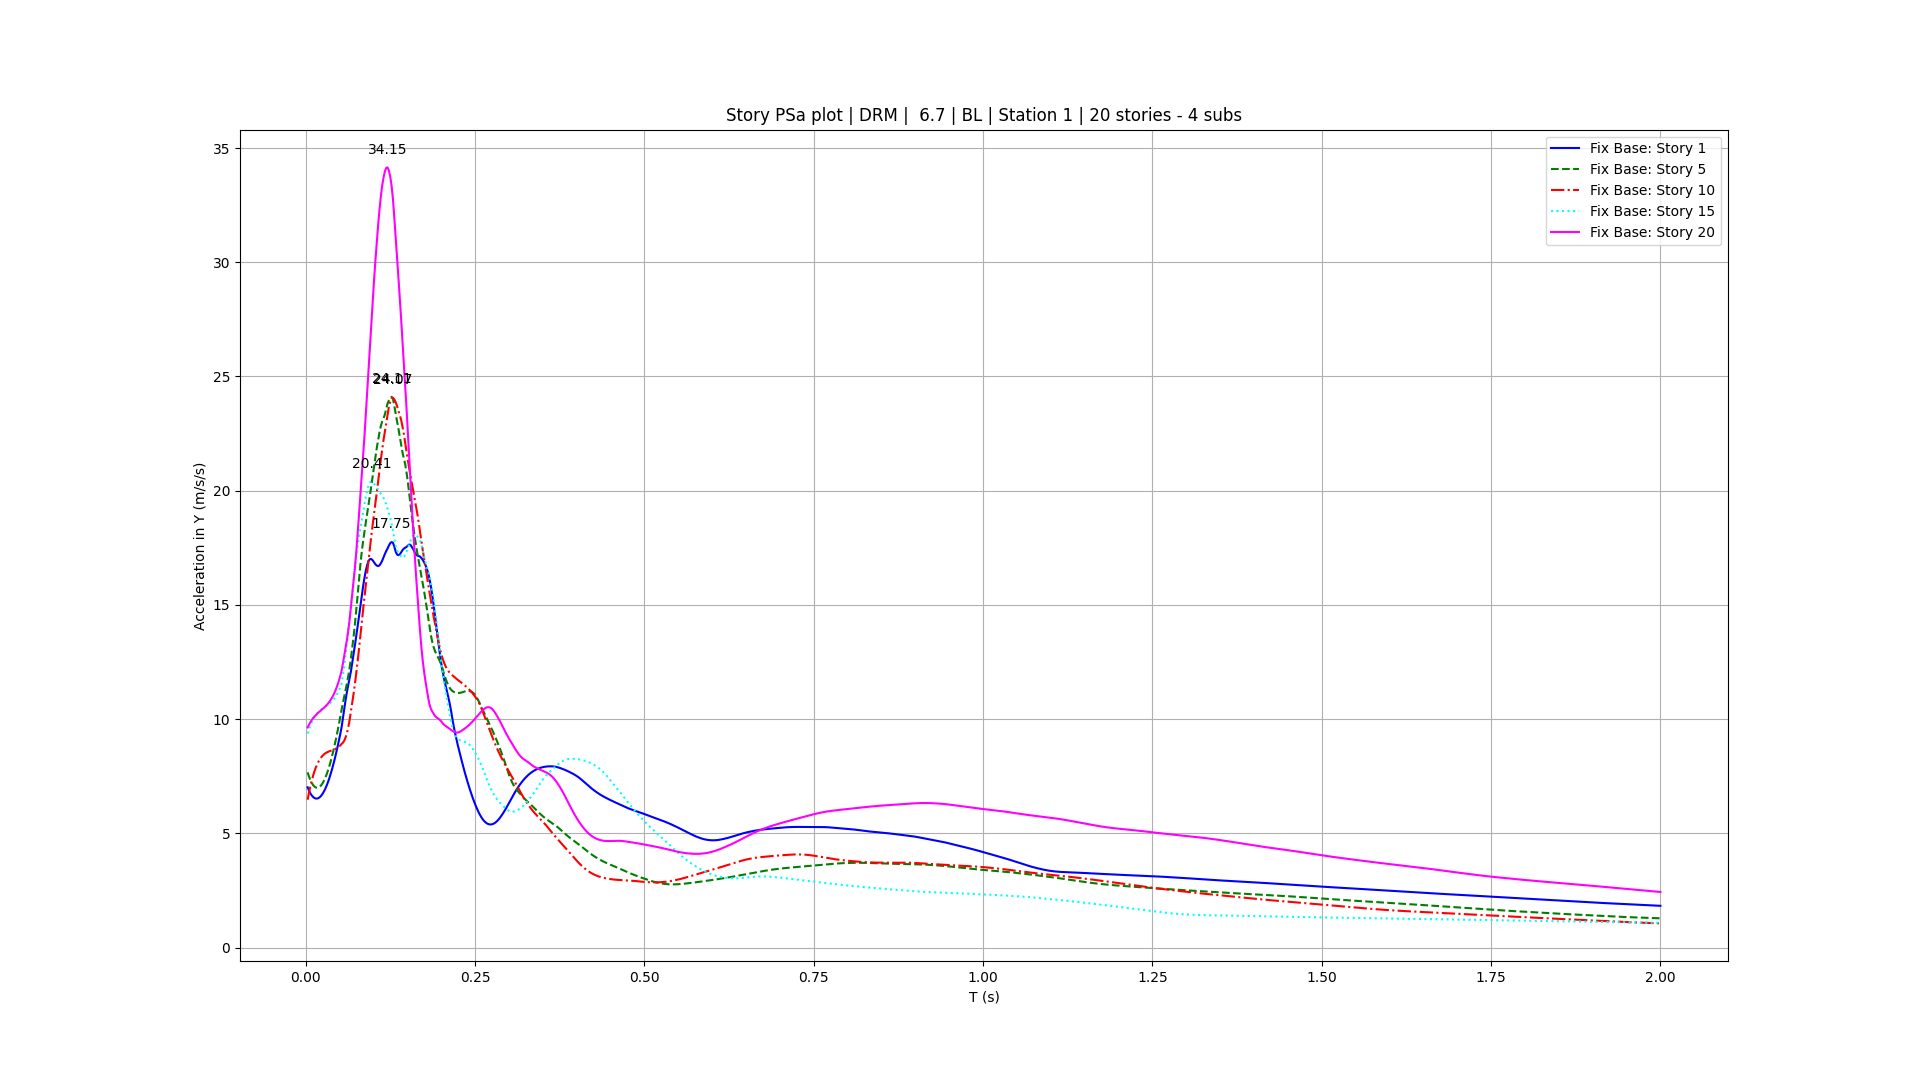 Story PSa plot | DRM |  6.7 | BL | Station 1 | 20 stories - 4 subs
35
30
25
20
15
10
5
0
Acceleration in Y (m/s/s)
34.15
20.41
17.75
Fix Base: Story 1
Fix Base: Story 5
Fix Base: Story 10
Fix Base: Story 15
Fix Base: Story 20
0.00
0.25
0.50
0.75
1.00
1.25
1.50
1.75
2.00
T (s)